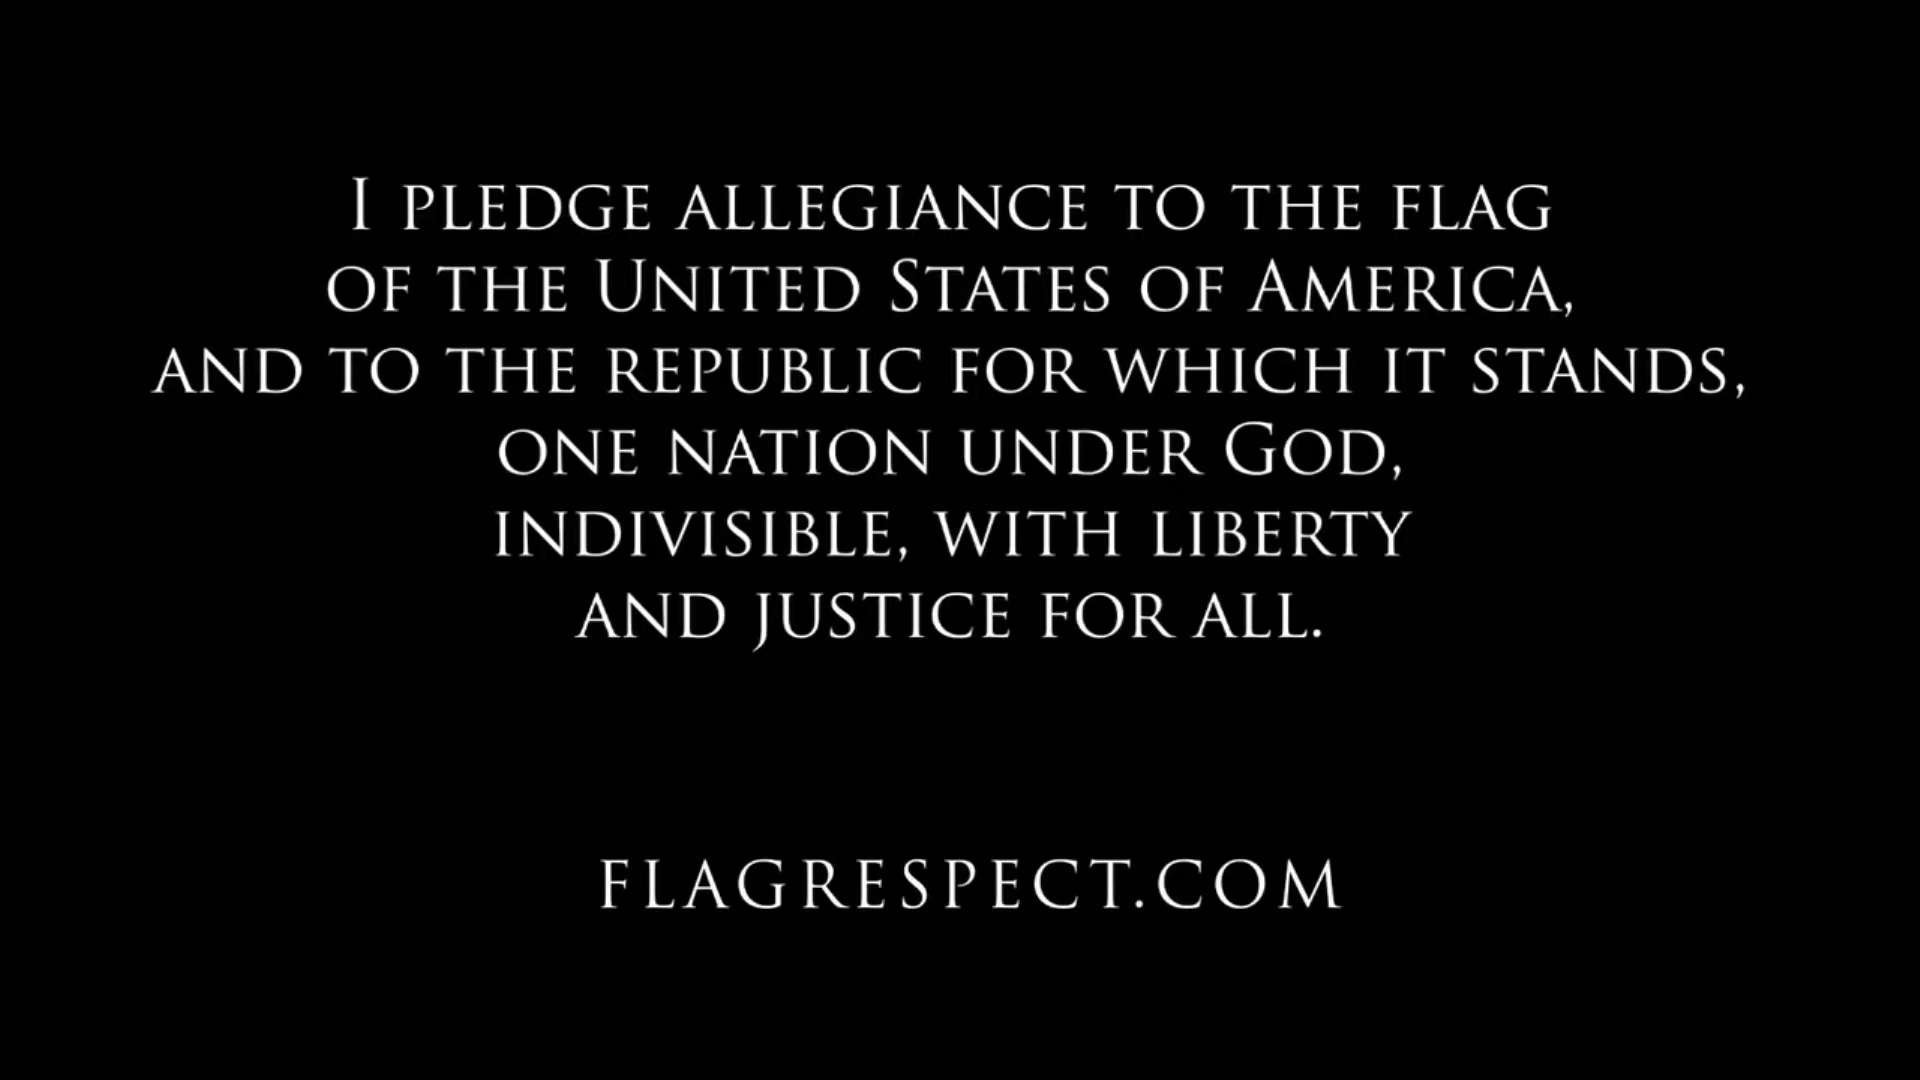 I PLEDGE ALLEGIANCE TO THE FLAG
OF THE UNITED STATES OF AMERICA,
AND TO THE REPUBLIC FOR WHICH IT STANDS,
ONE NATION UNDER GOD,
INDIVISIBLE, WITH LIBERTY
AND JUSTICE FOR ALL.
FLAGRESPECT.COM